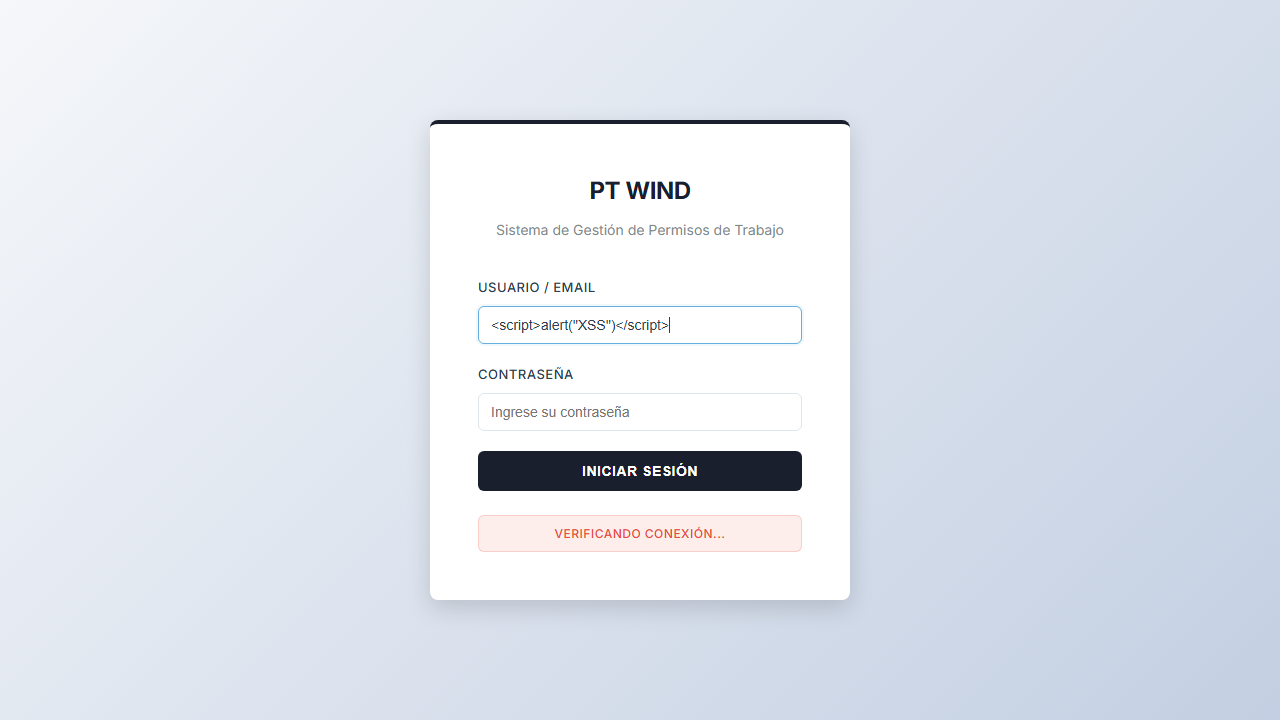 PT WIND
Sistema de Gestión de Permisos de Trabajo
USUARIO / EMAIL
<script>alert("XSS")</script>
CONTRASEÑA
Ingrese su contraseña
INICIAR SESIÓN
VERIFICANDO CONEXIÓN...